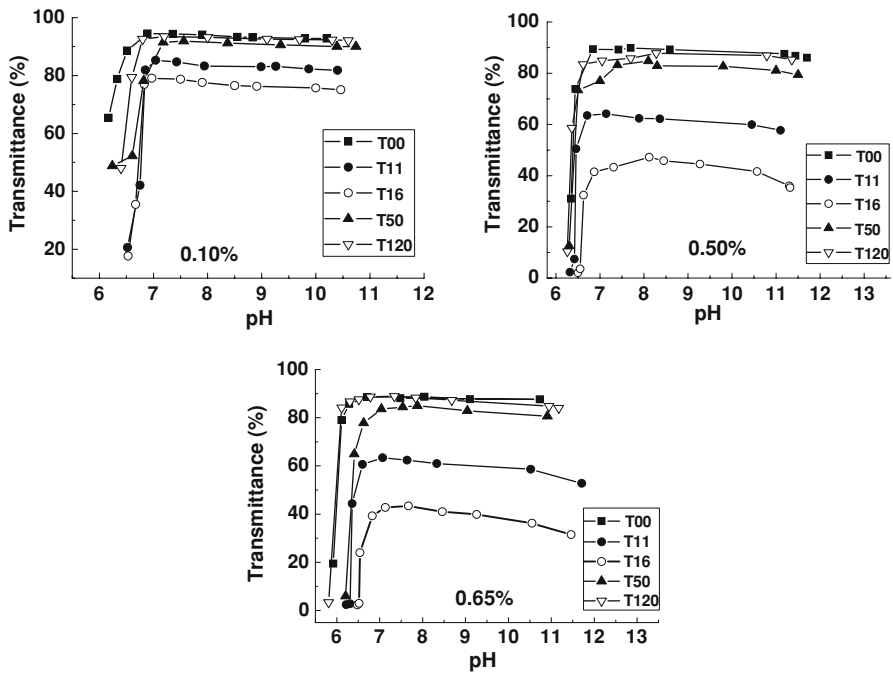 100
80
60
40
20
Transmittance (%)
T00
T11
T16
T50
T120
0.10%
6 7 8 9 10 11 12
pH
100
80
60
40
20
0
Transmittance (%)
T00
T11
T16
T50
T120
0.50%
6 7 8 9 10 11 12 13
pH
100
80
60
40
20
0
Transmittance (%)
T00
T11
T16
T50
T120
0.65%
6 7 8 9 10 11 12 13
pH